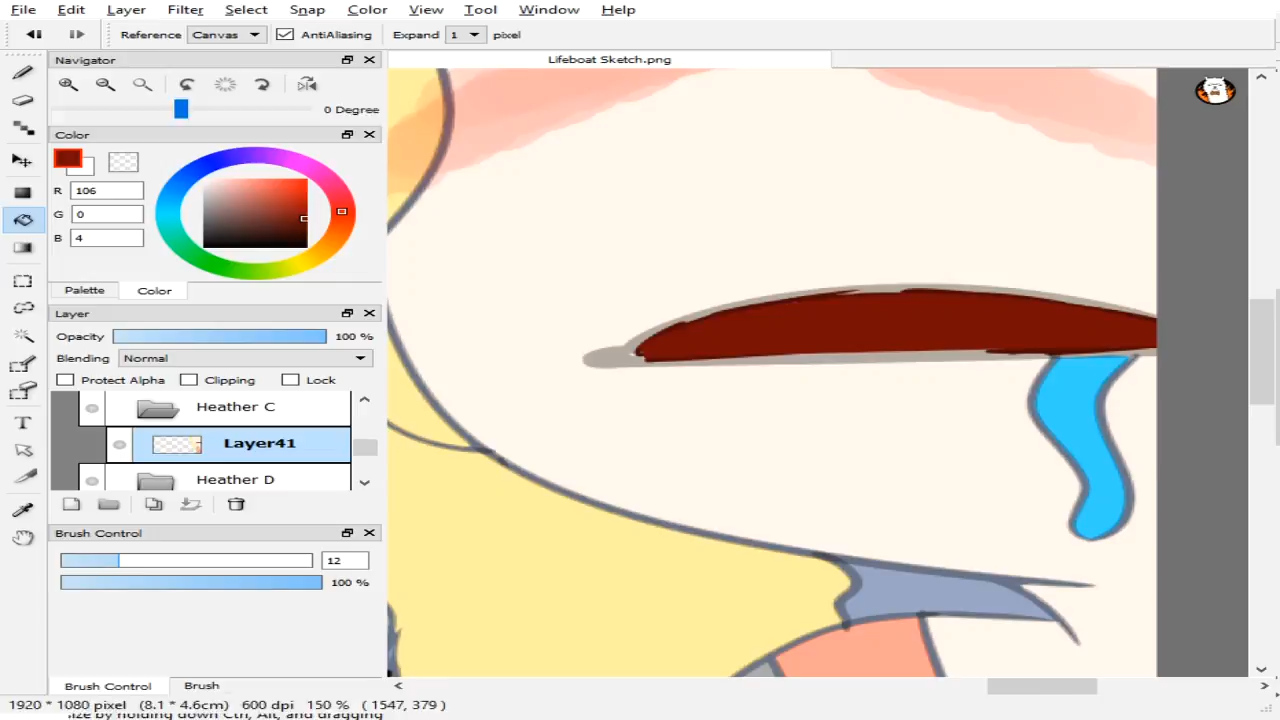 File Edit Layer Filter Select Snap Color View Tool Window Help
Reference Canvas AntiAliasing Expand 1 pixel
Navigator
Lifeboat Sketch.png
0 Degree
Color
R 106
G 0
B 4
Palette Color
Layer
Opacity 100 %
Blending Normal
Protect Alpha Clipping Lock
Heather C
Layer41
Heather D
Brush Control
12
100 %
Brush Control Brush
1920 * 1080 pixel (8.1 * 4.6cm) 600 dpi 150 % ( 1547, 379 )
ize by holding down Ctrl, Alt, and dragging